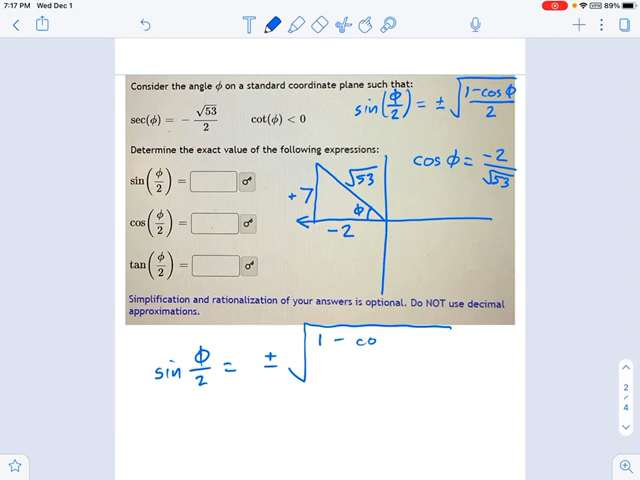 7:17 PM Wed Dec 1
VPN 89%
Consider the angle ϕ on a standard coordinate plane such that:
sec(ϕ) = − √53/2   cot(ϕ) < 0
sin(ϕ/2) = ± √((1-cosϕ)/2)
Determine the exact value of the following expressions:
cosϕ = -2/√53
sin(ϕ/2) =
cos(ϕ/2) =
tan(ϕ/2) =
√53
+7
ϕ
-2
Simplification and rationalization of your answers is optional. Do NOT use decimal
approximations.
sin ϕ/2 = ± √(1 - co
2
/
4